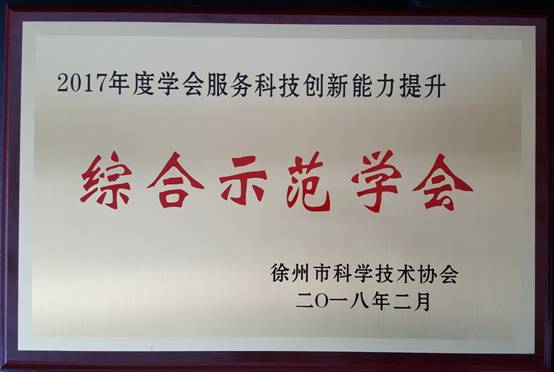 2017年度学会服务科技创新能力提升
综合示范学会
徐州市科学技术协会
二〇一八年二月